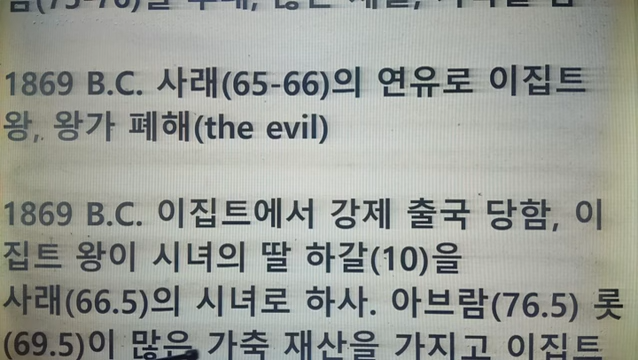 1869 B.C. 사래(65-66)의 연유로 이집트
왕, 왕가 폐해(the evil)
1869 B.C. 이집트에서 강제 출국 당함, 이
집트 왕이 시녀의 딸 하갈(10)을
사래(66.5)의 시녀로 하사. 아브람(76.5) 롯
(69.5)이 많은 가축 재산을 가지고 이집트